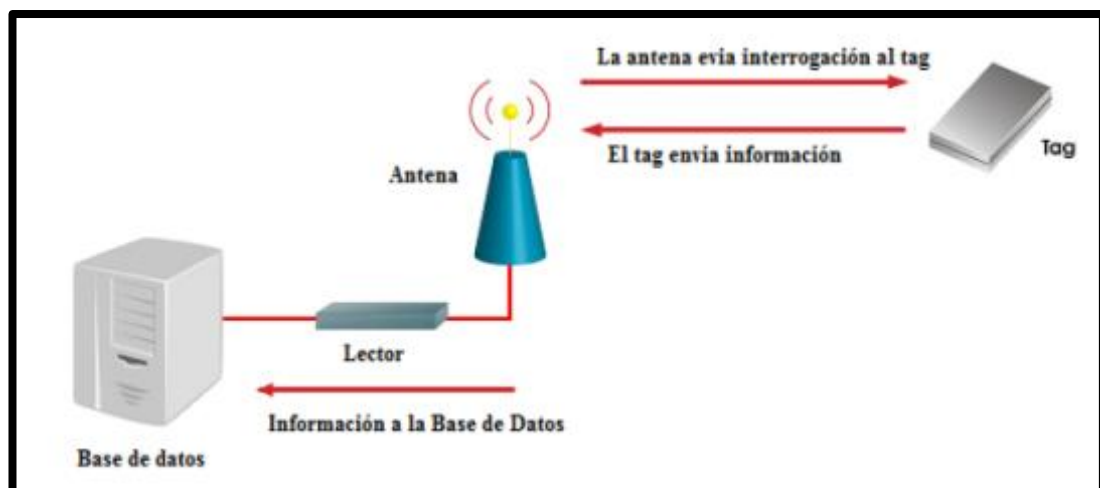 La antena evia interrogación al tag
El tag envia información
Tag
Antena
Lector
Información a la Base de Datos
Base de datos